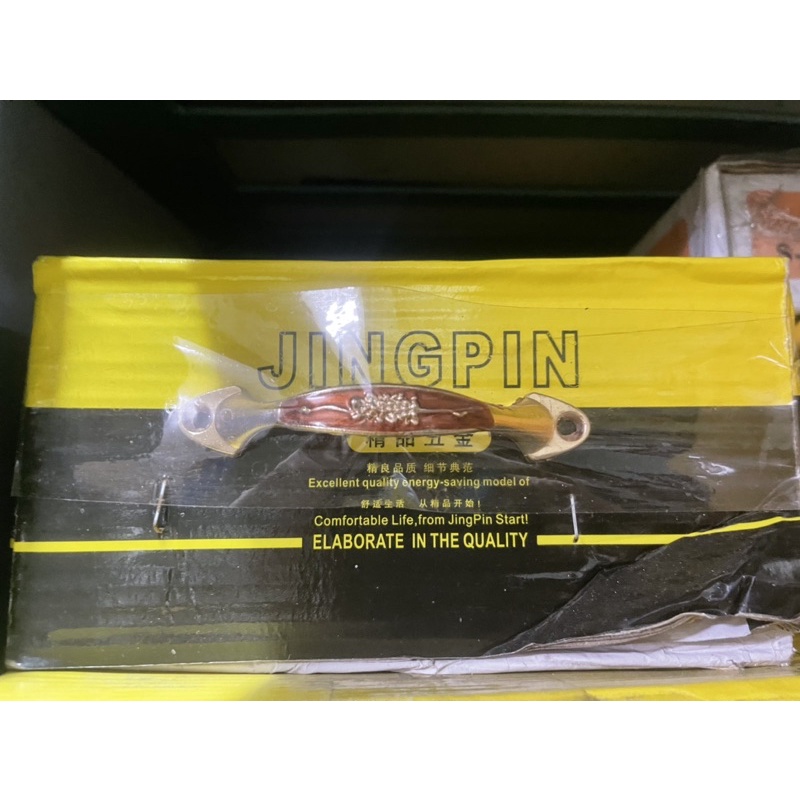 JINGPIN
精品五金
精良品质 细节典范
Excellent quality energy-saving model of
舒适生活 从精品开始!
Comfortable Life,from JingPin Start!
ELABORATE IN THE QUALITY